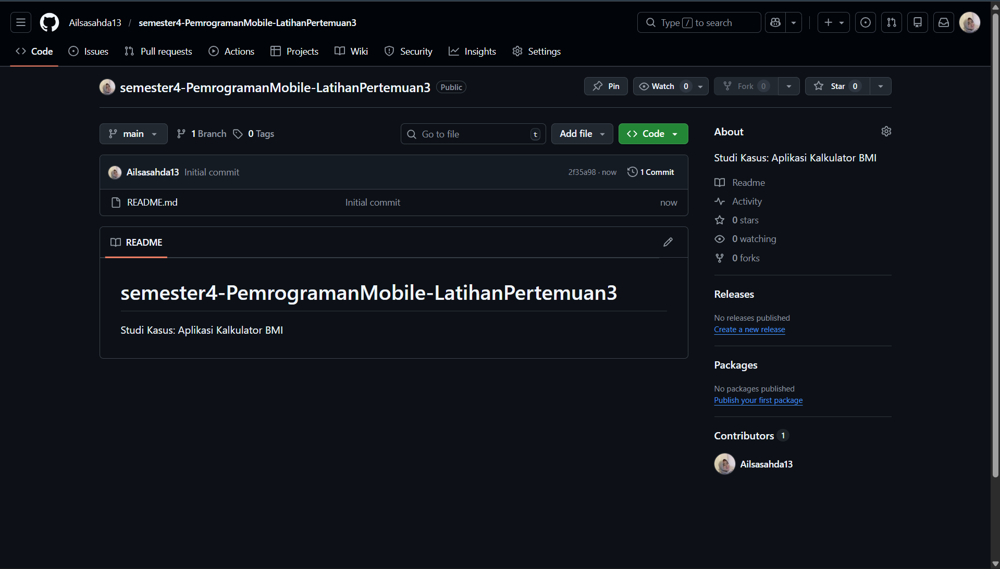 Ailsasahda13 / semester4-PemrogramanMobile-LatihanPertemuan3
Type / to search
Code Issues Pull requests Actions Projects Wiki Security Insights Settings
semester4-PemrogramanMobile-LatihanPertemuan3 Public
Pin Watch 0 Fork 0 Star 0
main 1 Branch 0 Tags
Go to file t Add file Code
Ailsasahda13 Initial commit 2f35a98 · now 1 Commit
README.md Initial commit now
README
semester4-PemrogramanMobile-LatihanPertemuan3
Studi Kasus: Aplikasi Kalkulator BMI
About
Studi Kasus: Aplikasi Kalkulator BMI
Readme
Activity
0 stars
0 watching
0 forks
Releases
No releases published
Create a new release
Packages
No packages published
Publish your first package
Contributors 1
Ailsasahda13